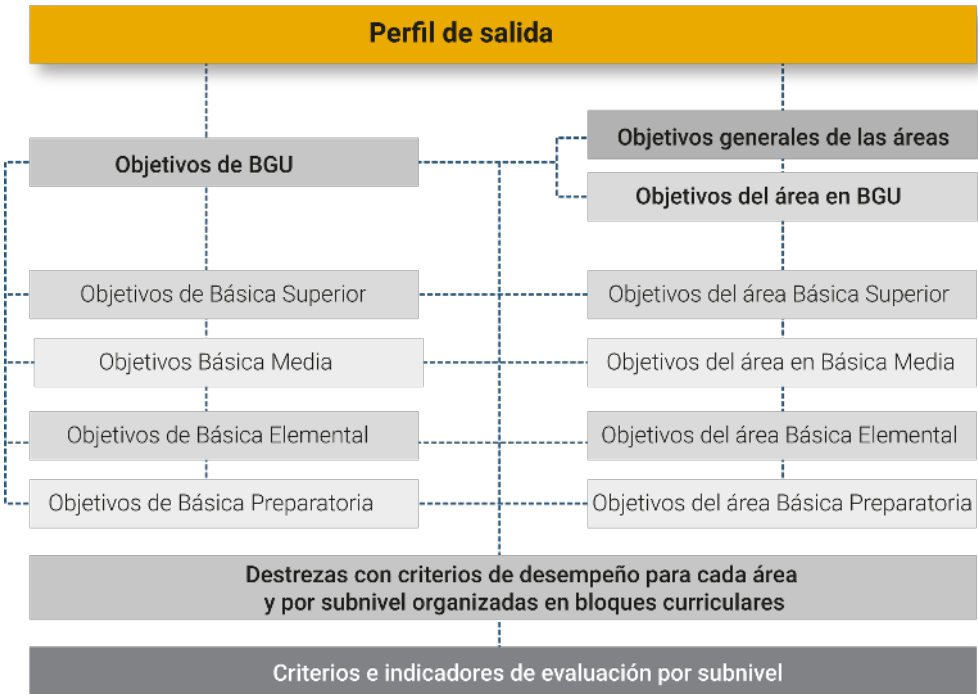 Perfil de salida
Objetivos generales de las áreas
Objetivos de BGU
Objetivos del área en BGU
Objetivos de Básica Superior
Objetivos del área Básica Superior
Objetivos Básica Media
Objetivos del área en Básica Media
Objetivos de Básica Elemental
Objetivos del área Básica Elemental
Objetivos de Básica Preparatoria
Objetivos del área Básica Preparatoria
Destrezas con criterios de desempeño para cada área
y por subnivel organizadas en bloques curriculares
Criterios e indicadores de evaluación por subnivel